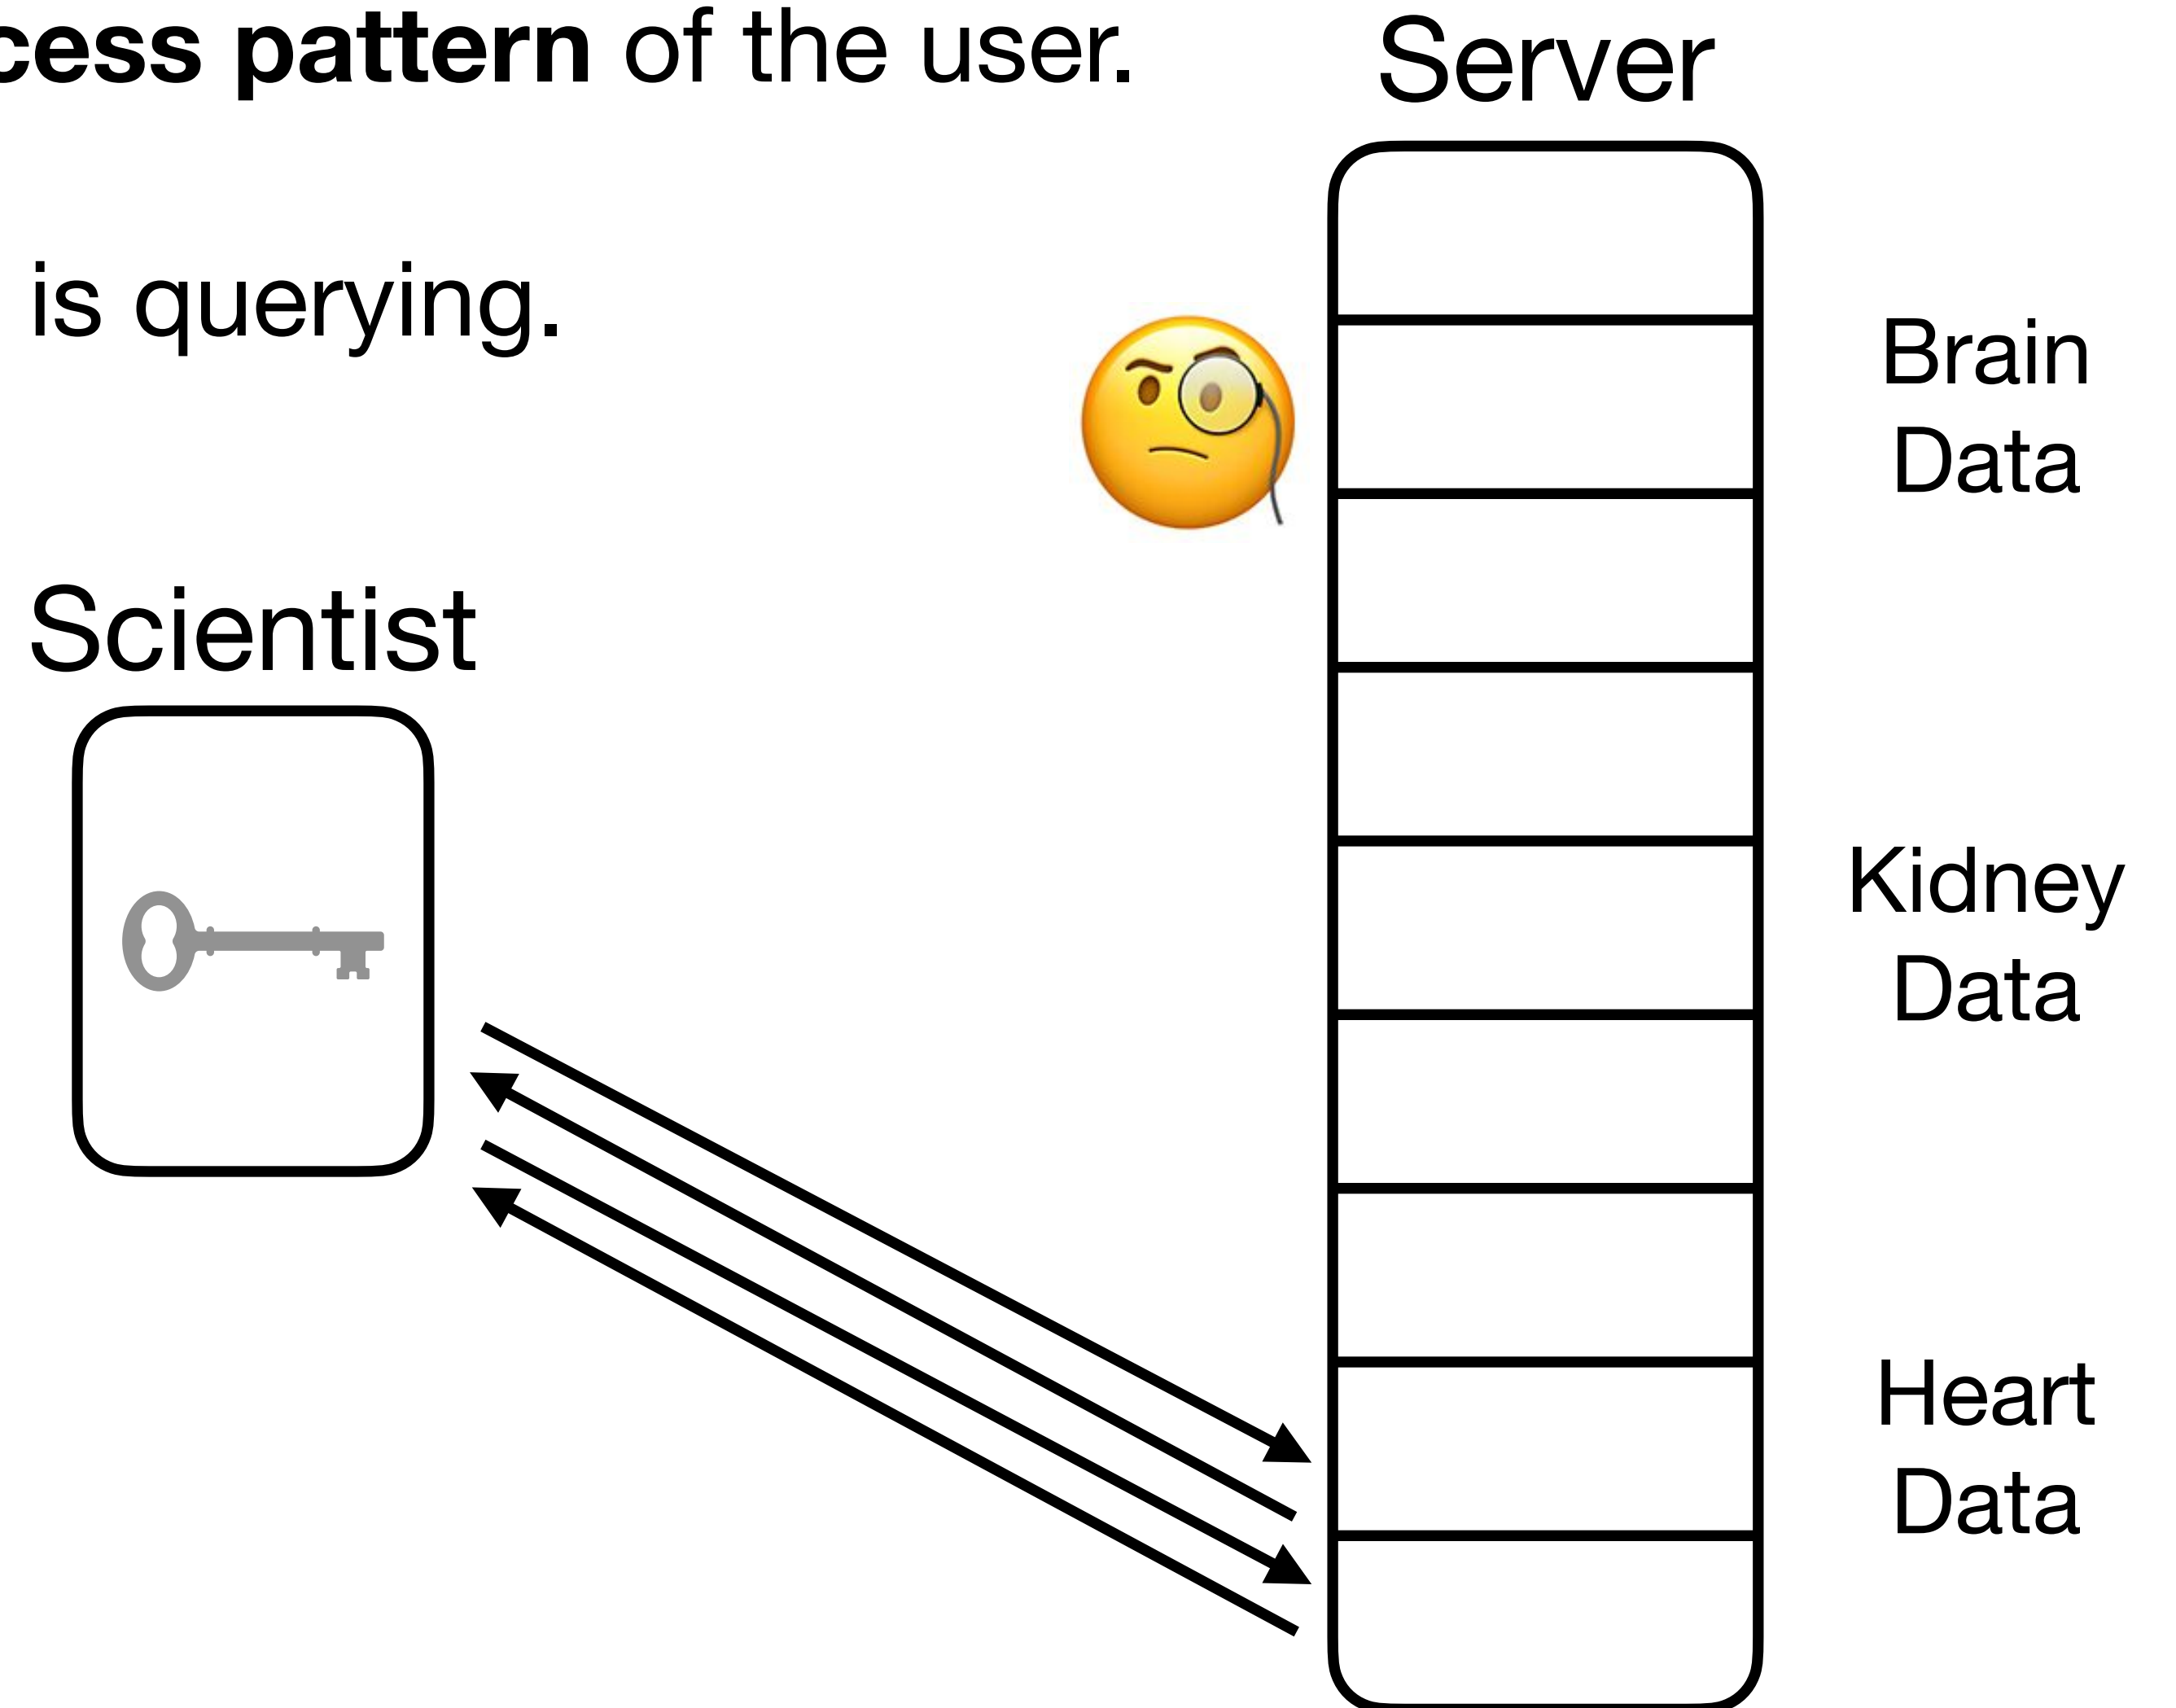 cess pattern of the user.
is querying.
Server
Brain
Data
Scientist
Kidney
Data
Heart
Data